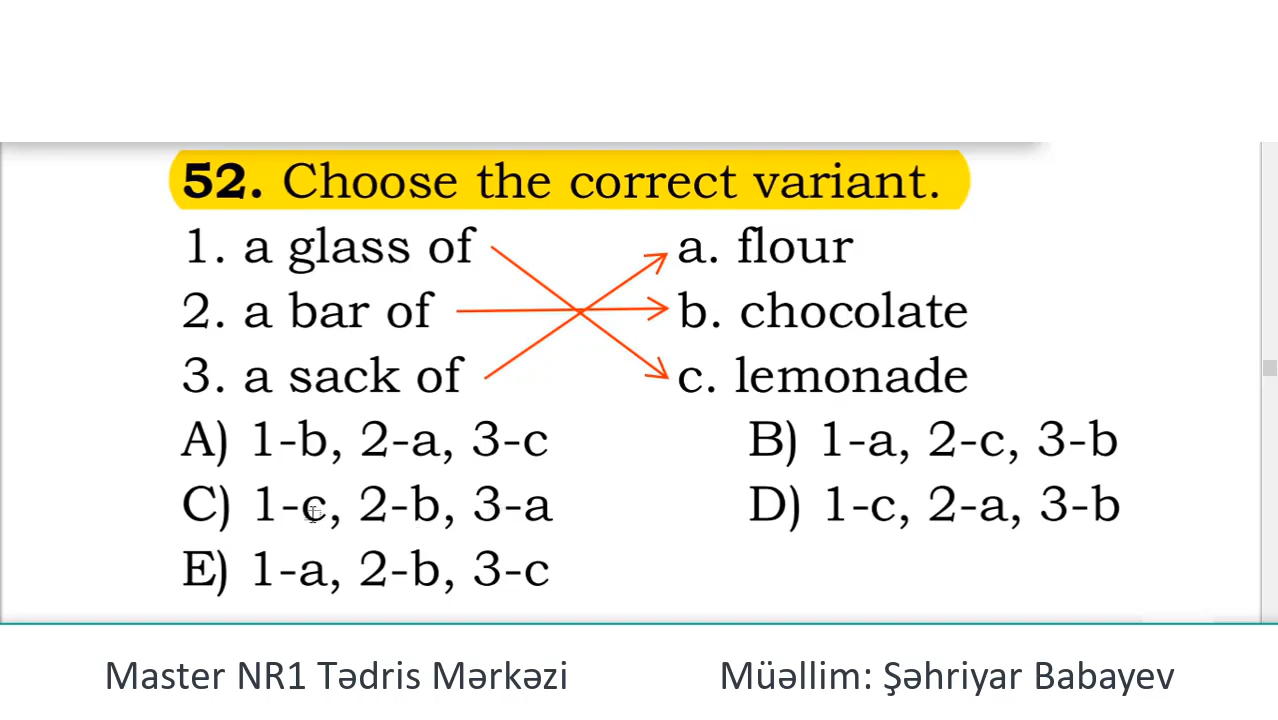 52. Choose the correct variant.
1. a glass of a. flour
2. a bar of b. chocolate
3. a sack of c. lemonade
A) 1-b, 2-a, 3-c B) 1-a, 2-c, 3-b
C) 1-c, 2-b, 3-a D) 1-c, 2-a, 3-b
E) 1-a, 2-b, 3-c
Master NR1 Tədris Mərkəzi Müəllim: Şəhriyar Babayev